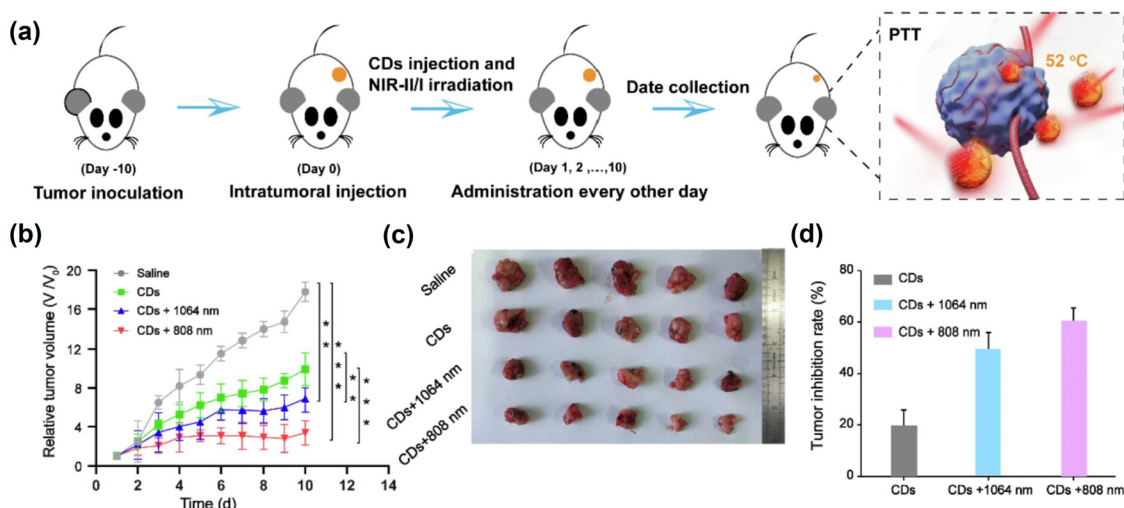 (a)
CDs injection and
NIR-II/I irradiation
Date collection
PTT
52 °C
(Day -10)
Tumor inoculation
(Day 0)
Intratumoral injection
(Day 1, 2 ,...,10)
Administration every other day
(b)
Relative tumor volume (V /V0)
20
16
12
8
4
0
Saline
CDs
CDs + 1064 nm
CDs + 808 nm
* *
* * * *
* * *
* *
* * *
0 2 4 6 8 10 12 14
Time (d)
(c)
Saline
CDs
CDs+1064 nm
CDs+808 nm
(d)
Tumor inhibition rate (%)
80
60
40
20
0
CDs
CDs + 1064 nm
CDs + 808 nm
CDs CDs +1064 nm CDs +808 nm